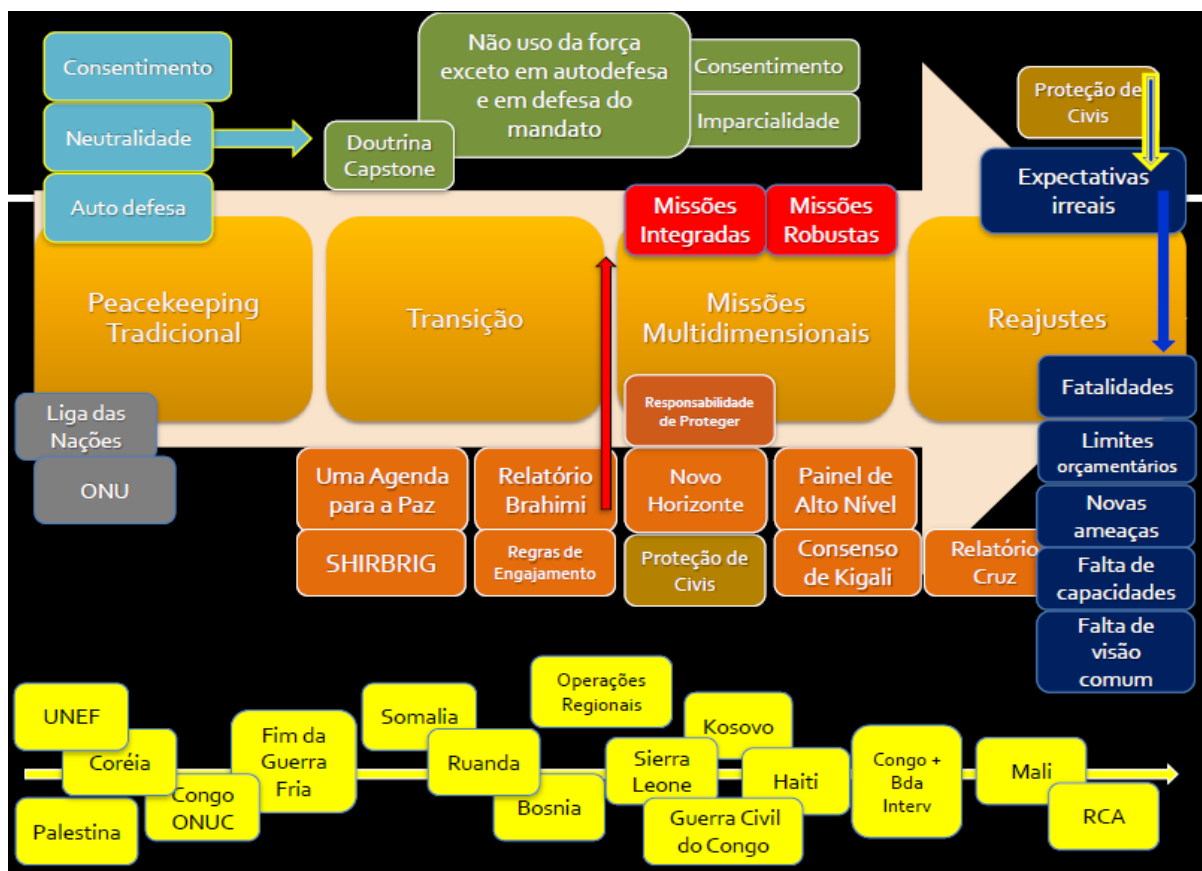 Consentimento
Neutralidade
Auto defesa
Doutrina
Capstone
Não uso da força
exceto em autodefesa
e em defesa do
mandato
Consentimento
Imparcialidade
Proteção de
Civis
Expectativas
irreais
Missões
Integradas
Missões
Robustas
Peacekeeping
Tradicional
Transição
Missões
Multidimensionais
Reajustes
Liga das
Nações
ONU
Uma Agenda
para a Paz
Relatório
Brahimi
Responsabilidade
de Proteger
Novo
Horizonte
Painel de
Alto Nível
SHIRBRIG
Regras de
Engajamento
Proteção de
Civis
Consenso
de Kigali
Relatório
Cruz
Fatalidades
Limites
orçamentários
Novas
ameaças
Falta de
capacidades
Falta de
visão
comum
UNEF
Coréia
Palestina
Congo
ONUC
Fim da
Guerra
Fria
Somalia
Ruanda
Bosnia
Operações
Regionais
Sierra
Leone
Kosovo
Guerra Civil
do Congo
Haiti
Congo +
Bda
Interv
Mali
RCA